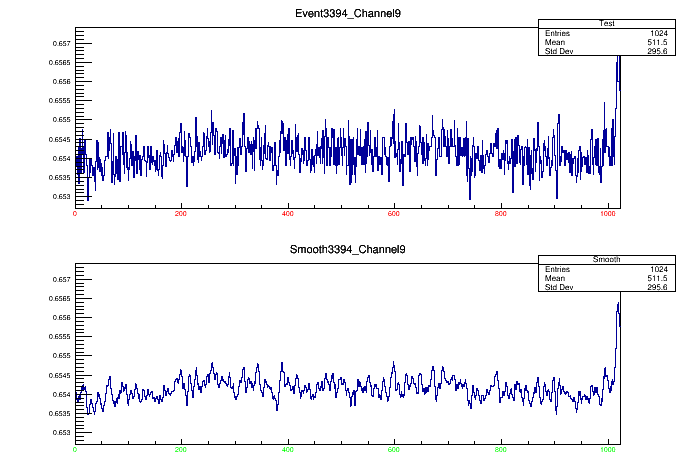 Event3394_Channel9
Test
Entries 1024
Mean 511.5
Std Dev 295.6
0.657
0.6565
0.656
0.6555
0.655
0.6545
0.654
0.6535
0.653
0 200 400 600 800 1000
Smooth3394_Channel9
Smooth
Entries 1024
Mean 511.5
Std Dev 295.6
0.657
0.6565
0.656
0.6555
0.655
0.6545
0.654
0.6535
0.653
0 200 400 600 800 1000